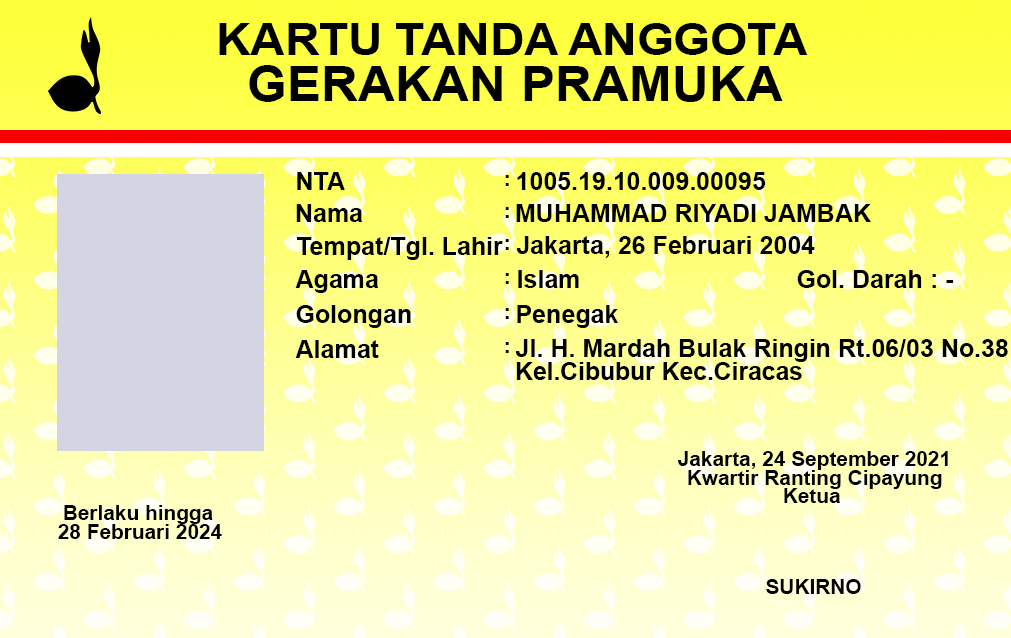 KARTU TANDA ANGGOTA
GERAKAN PRAMUKA
NTA : 1005.19.10.009.00095
Nama : MUHAMMAD RIYADI JAMBAK
Tempat/Tgl. Lahir : Jakarta, 26 Februari 2004
Agama : Islam Gol. Darah : -
Golongan : Penegak
Alamat : Jl. H. Mardah Bulak Ringin Rt.06/03 No.38
Kel.Cibubur Kec.Ciracas
Jakarta, 24 September 2021
Kwartir Ranting Cipayung
Ketua
SUKIRNO
Berlaku hingga
28 Februari 2024